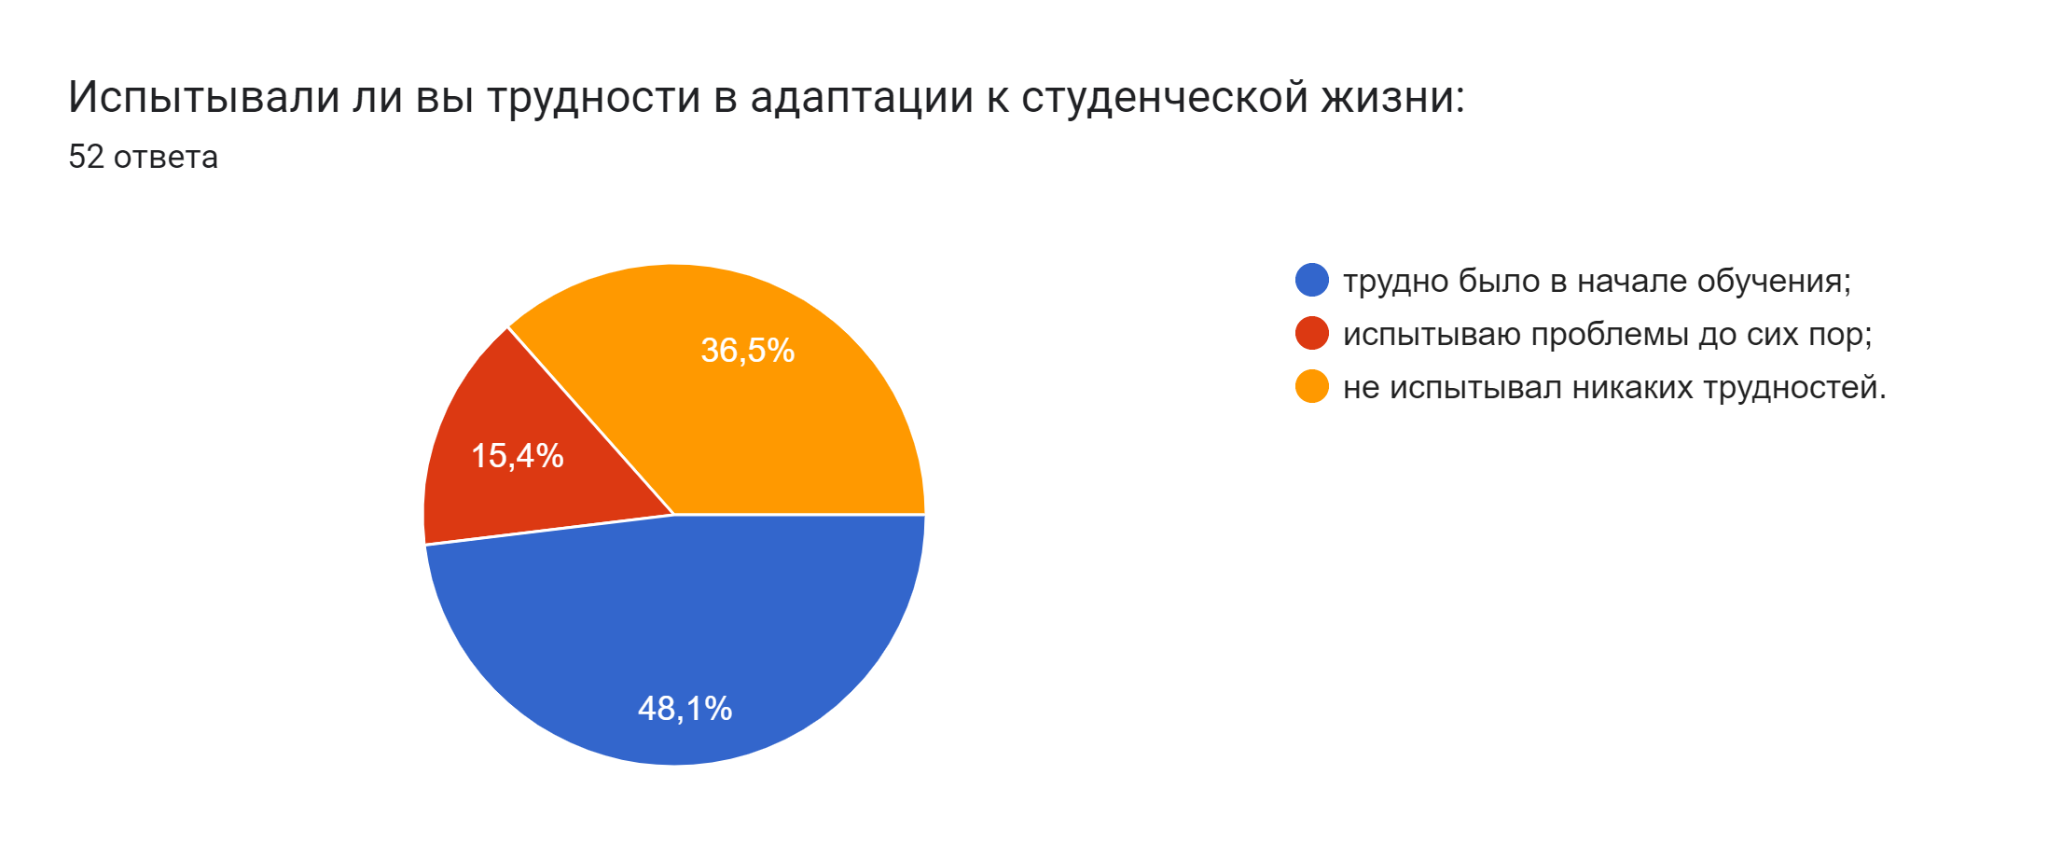 Испытывали ли вы трудности в адаптации к студенческой жизни:
52 ответа
трудно было в начале обучения;
испытываю проблемы до сих пор;
не испытывал никаких трудностей.
36,5%
15,4%
48,1%